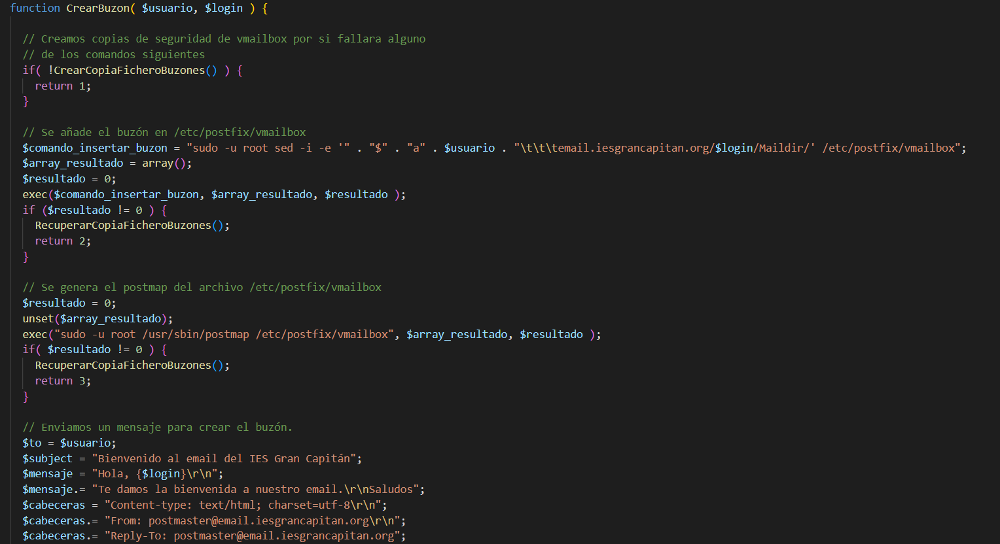 function CrearBuzon( $usuario, $login ) {
// Creamos copias de seguridad de vmailbox por si fallara alguno
// de los comandos siguientes
if( !CrearCopiaFicheroBuzones() ) {
return 1;
}
// Se añade el buzón en /etc/postfix/vmailbox
$comando_insertar_buzon = "sudo -u root sed -i -e '" . "$" . "a" . $usuario . "\t\t\temail.iesgrancapitan.org/$login/Maildir/' /etc/postfix/vmailbox";
$array_resultado = array();
$resultado = 0;
exec($comando_insertar_buzon, $array_resultado, $resultado );
if ($resultado != 0 ) {
RecuperarCopiaFicheroBuzones();
return 2;
}
// Se genera el postmap del archivo /etc/postfix/vmailbox
$resultado = 0;
unset($array_resultado);
exec("sudo -u root /usr/sbin/postmap /etc/postfix/vmailbox", $array_resultado, $resultado );
if( $resultado != 0 ) {
RecuperarCopiaFicheroBuzones();
return 3;
}
// Enviamos un mensaje para crear el buzón.
$to = $usuario;
$subject = "Bienvenido al email del IES Gran Capitán";
$mensaje = "Hola, {$login}\r\n";
$mensaje.= "Te damos la bienvenida a nuestro email.\r\nSaludos";
$cabeceras = "Content-type: text/html; charset=utf-8\r\n";
$cabeceras.= "From: postmaster@email.iesgrancapitan.org\r\n";
$cabeceras.= "Reply-To: postmaster@email.iesgrancapitan.org";